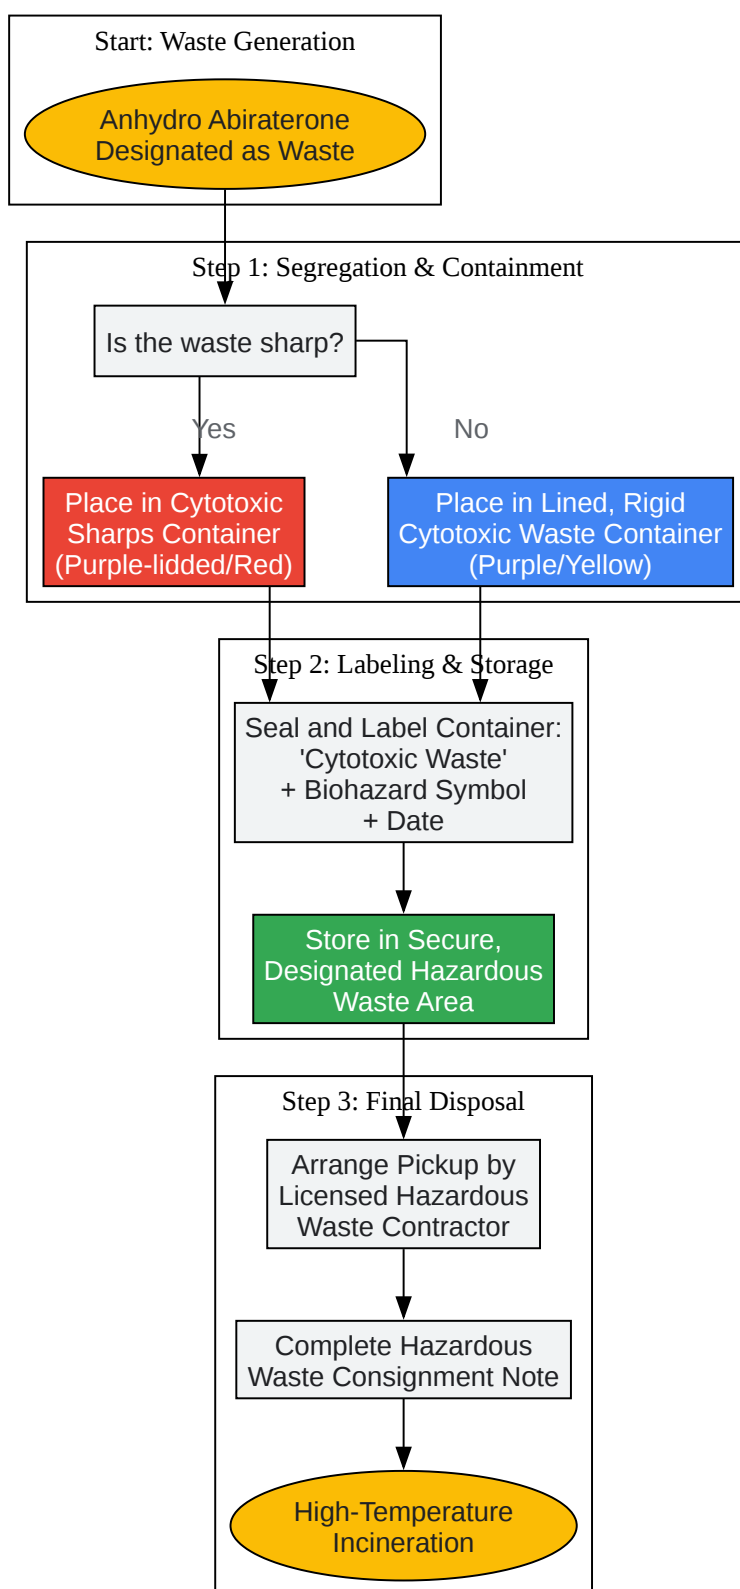 Start: Waste Generation
Anhydro Abiraterone
Designated as Waste
Step 1: Segregation & Containment
Is the waste sharp?
Yes
No
Place in Cytotoxic
Sharps Container
(Purple-lidded/Red)
Place in Lined, Rigid
Cytotoxic Waste Container
(Purple/Yellow)
Step 2: Labeling & Storage
Seal and Label Container:
'Cytotoxic Waste'
+ Biohazard Symbol
+ Date
Store in Secure,
Designated Hazardous
Waste Area
Step 3: Final Disposal
Arrange Pickup by
Licensed Hazardous
Waste Contractor
Complete Hazardous
Waste Consignment Note
High-Temperature
Incineration